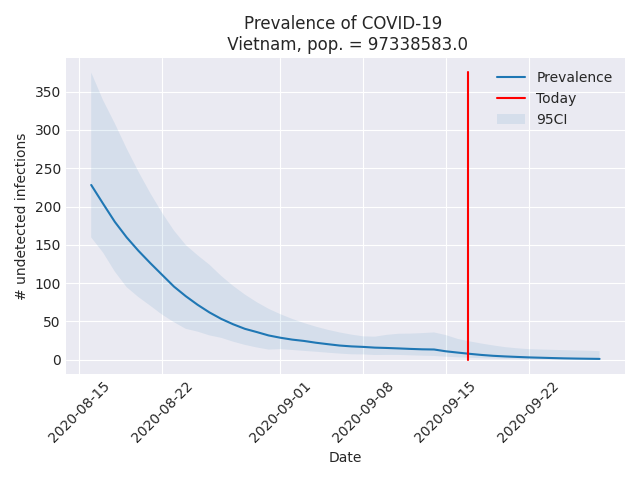 Prevalence of COVID-19
Vietnam, pop. = 97338583.0
Prevalence
Today
95CI
# undetected infections
350
300
250
200
150
100
50
0
2020-08-15
2020-08-22
2020-09-01
2020-09-08
2020-09-15
2020-09-22
Date